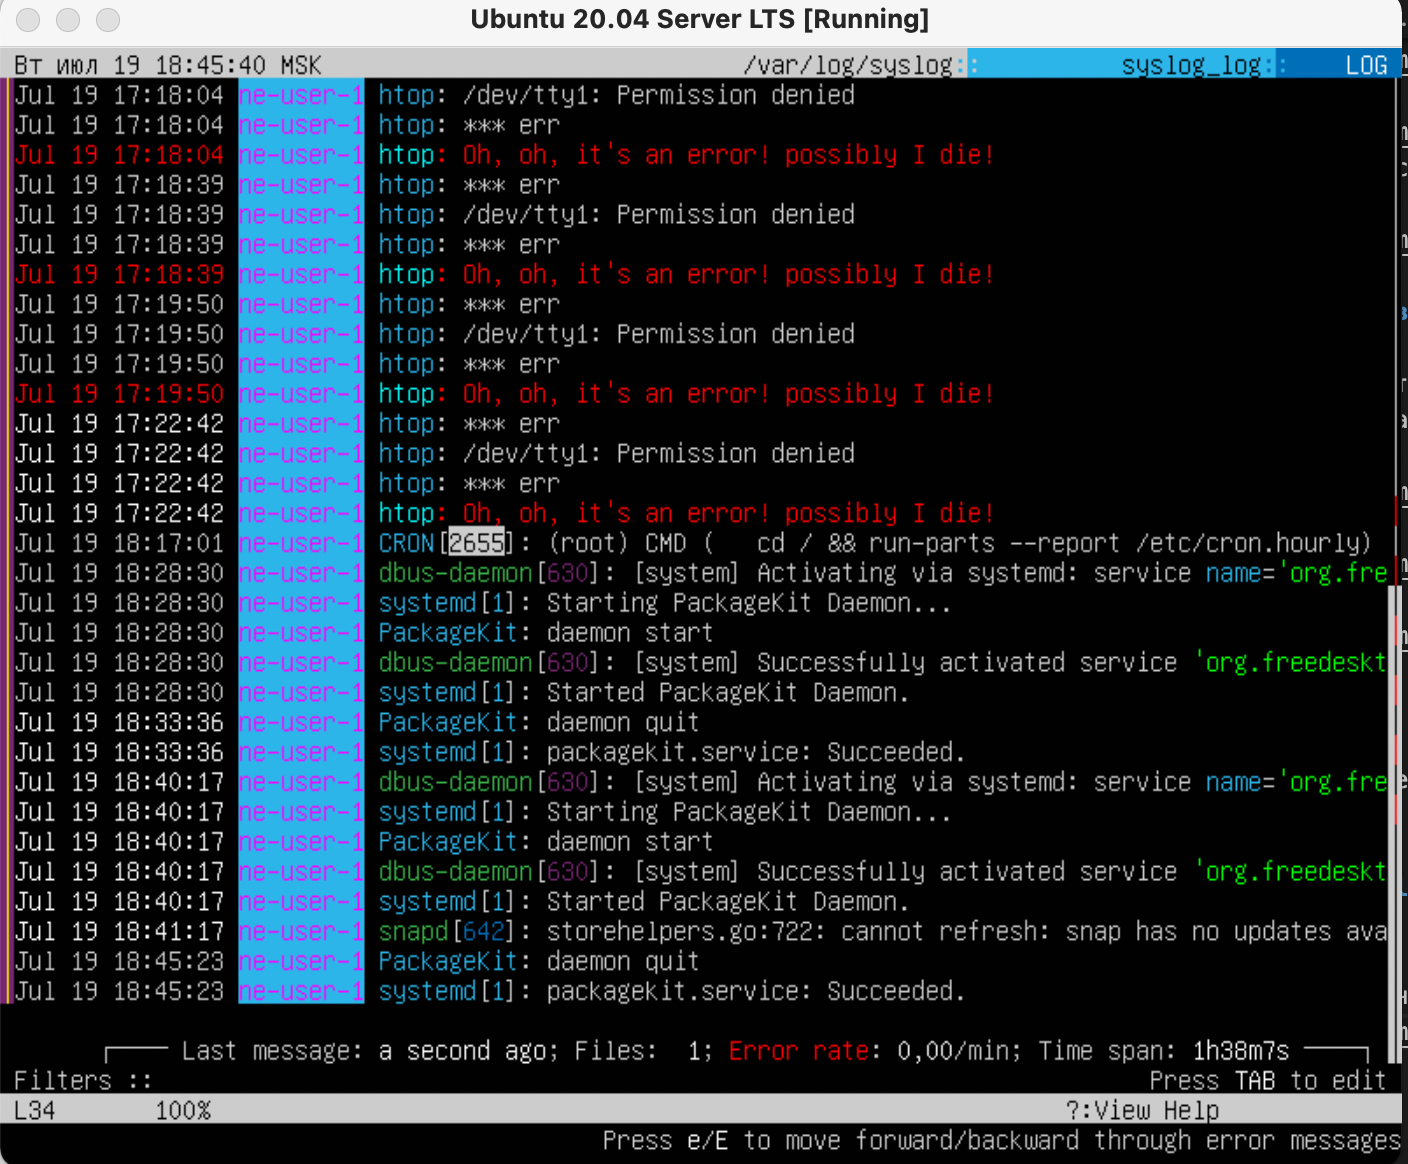 Ubuntu 20.04 Server LTS [Running]
Вт июл 19 18:45:40 MSK /var/log/syslog:: syslog_log:: LOG
Jul 19 17:18:04 ne-user-1 htop: /dev/tty1: Permission denied
Jul 19 17:18:04 ne-user-1 htop: *** err
Jul 19 17:18:04 ne-user-1 htop: Oh, oh, it's an error! possibly I die!
Jul 19 17:18:39 ne-user-1 htop: *** err
Jul 19 17:18:39 ne-user-1 htop: /dev/tty1: Permission denied
Jul 19 17:18:39 ne-user-1 htop: *** err
Jul 19 17:18:39 ne-user-1 htop: Oh, oh, it's an error! possibly I die!
Jul 19 17:19:50 ne-user-1 htop: *** err
Jul 19 17:19:50 ne-user-1 htop: /dev/tty1: Permission denied
Jul 19 17:19:50 ne-user-1 htop: *** err
Jul 19 17:19:50 ne-user-1 htop: Oh, oh, it's an error! possibly I die!
Jul 19 17:22:42 ne-user-1 htop: *** err
Jul 19 17:22:42 ne-user-1 htop: /dev/tty1: Permission denied
Jul 19 17:22:42 ne-user-1 htop: *** err
Jul 19 17:22:42 ne-user-1 htop: Oh, oh, it's an error! possibly I die!
Jul 19 18:17:01 ne-user-1 CRON[2655]: (root) CMD (   cd / && run-parts --report /etc/cron.hourly)
Jul 19 18:28:30 ne-user-1 dbus-daemon[630]: [system] Activating via systemd: service name='org.fre
Jul 19 18:28:30 ne-user-1 systemd[1]: Starting PackageKit Daemon...
Jul 19 18:28:30 ne-user-1 PackageKit: daemon start
Jul 19 18:28:30 ne-user-1 dbus-daemon[630]: [system] Successfully activated service 'org.freedeskt
Jul 19 18:28:30 ne-user-1 systemd[1]: Started PackageKit Daemon.
Jul 19 18:33:36 ne-user-1 PackageKit: daemon quit
Jul 19 18:33:36 ne-user-1 systemd[1]: packagekit.service: Succeeded.
Jul 19 18:40:17 ne-user-1 dbus-daemon[630]: [system] Activating via systemd: service name='org.fre
Jul 19 18:40:17 ne-user-1 systemd[1]: Starting PackageKit Daemon...
Jul 19 18:40:17 ne-user-1 PackageKit: daemon start
Jul 19 18:40:17 ne-user-1 dbus-daemon[630]: [system] Successfully activated service 'org.freedeskt
Jul 19 18:40:17 ne-user-1 systemd[1]: Started PackageKit Daemon.
Jul 19 18:41:17 ne-user-1 snapd[642]: storehelpers.go:722: cannot refresh: snap has no updates ava
Jul 19 18:45:23 ne-user-1 PackageKit: daemon quit
Jul 19 18:45:23 ne-user-1 systemd[1]: packagekit.service: Succeeded.
Last message: a second ago; Files:  1; Error rate: 0,00/min; Time span: 1h38m7s
Filters :: Press TAB to edit
L34 100% ?:View Help
Press e/E to move forward/backward through error messages